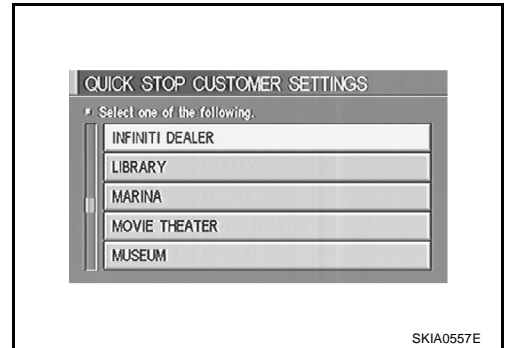 QUICK STOP CUSTOMER SETTINGS
Select one of the following.
INFINITI DEALER
LIBRARY
MARINA
MOVIE THEATER
MUSEUM
SKIA0557E